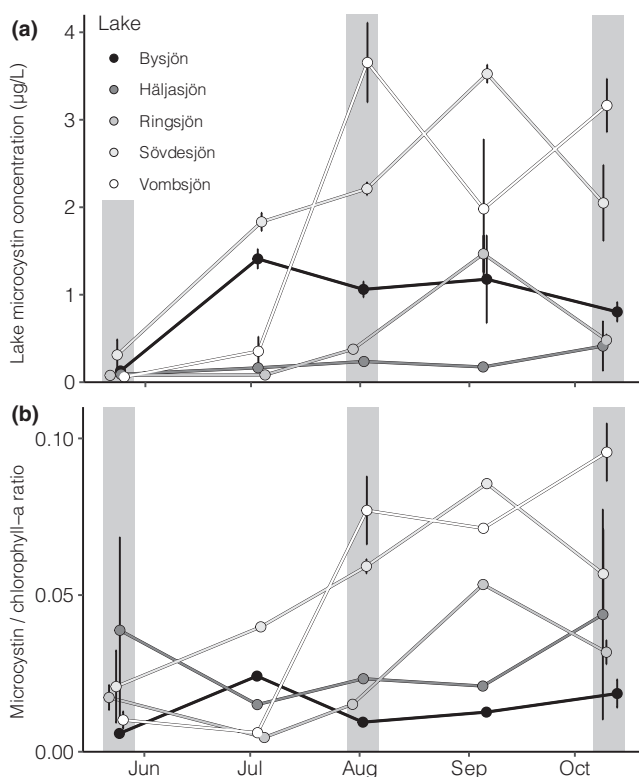 (a)
Lake
Bysjön
Häljasjön
Ringsjön
Sövdesjön
Vombsjön
Lake microcystin concentration (µg/L)
4
3
2
1
0
(b)
Microcystin / chlorophyll–a ratio
0.10
0.05
0.00
Jun Jul Aug Sep Oct